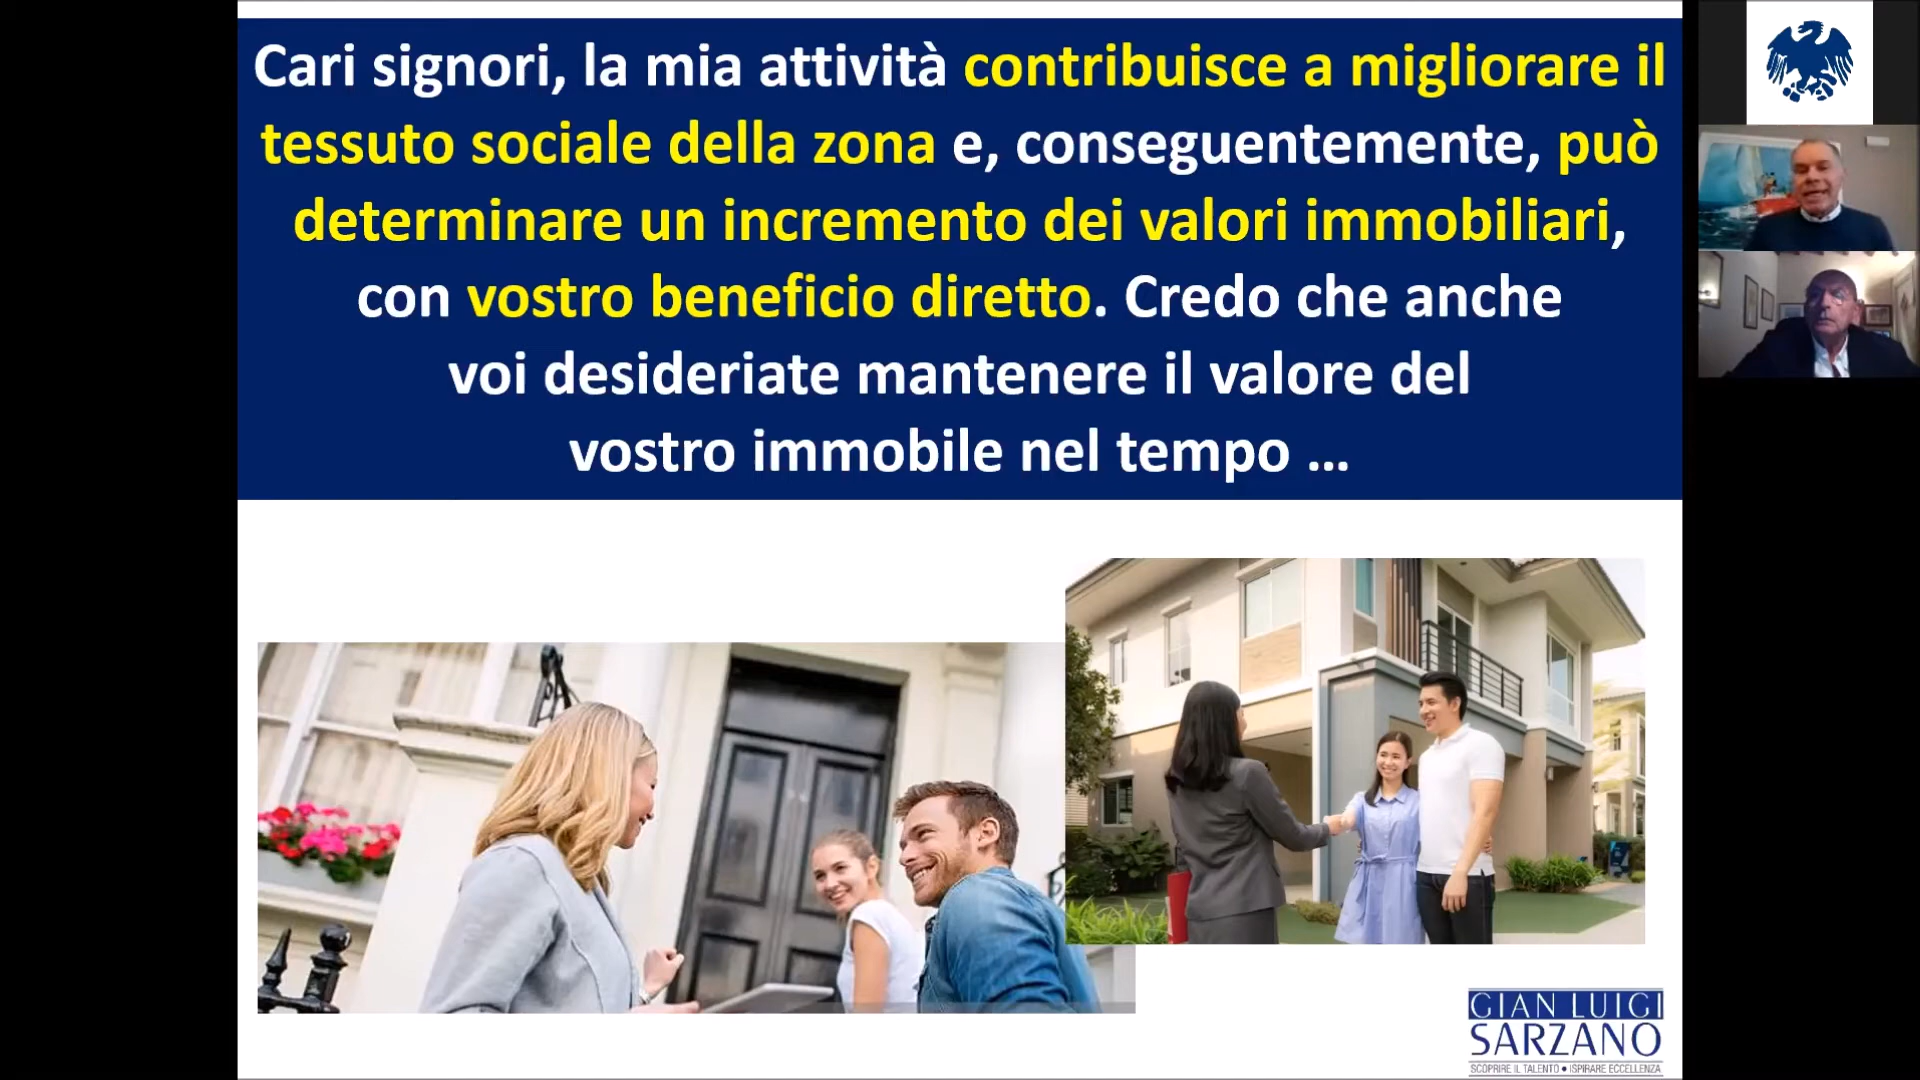 Cari signori, la mia attività contribuisce a migliorare il
tessuto sociale della zona e, conseguentemente, può
determinare un incremento dei valori immobiliari,
con vostro beneficio diretto. Credo che anche
voi desideriate mantenere il valore del
vostro immobile nel tempo ...
GIAN LUIGI
SARZANO
SCOPRIRE IL TALENTO • ISPIRARE ECCELLENZA